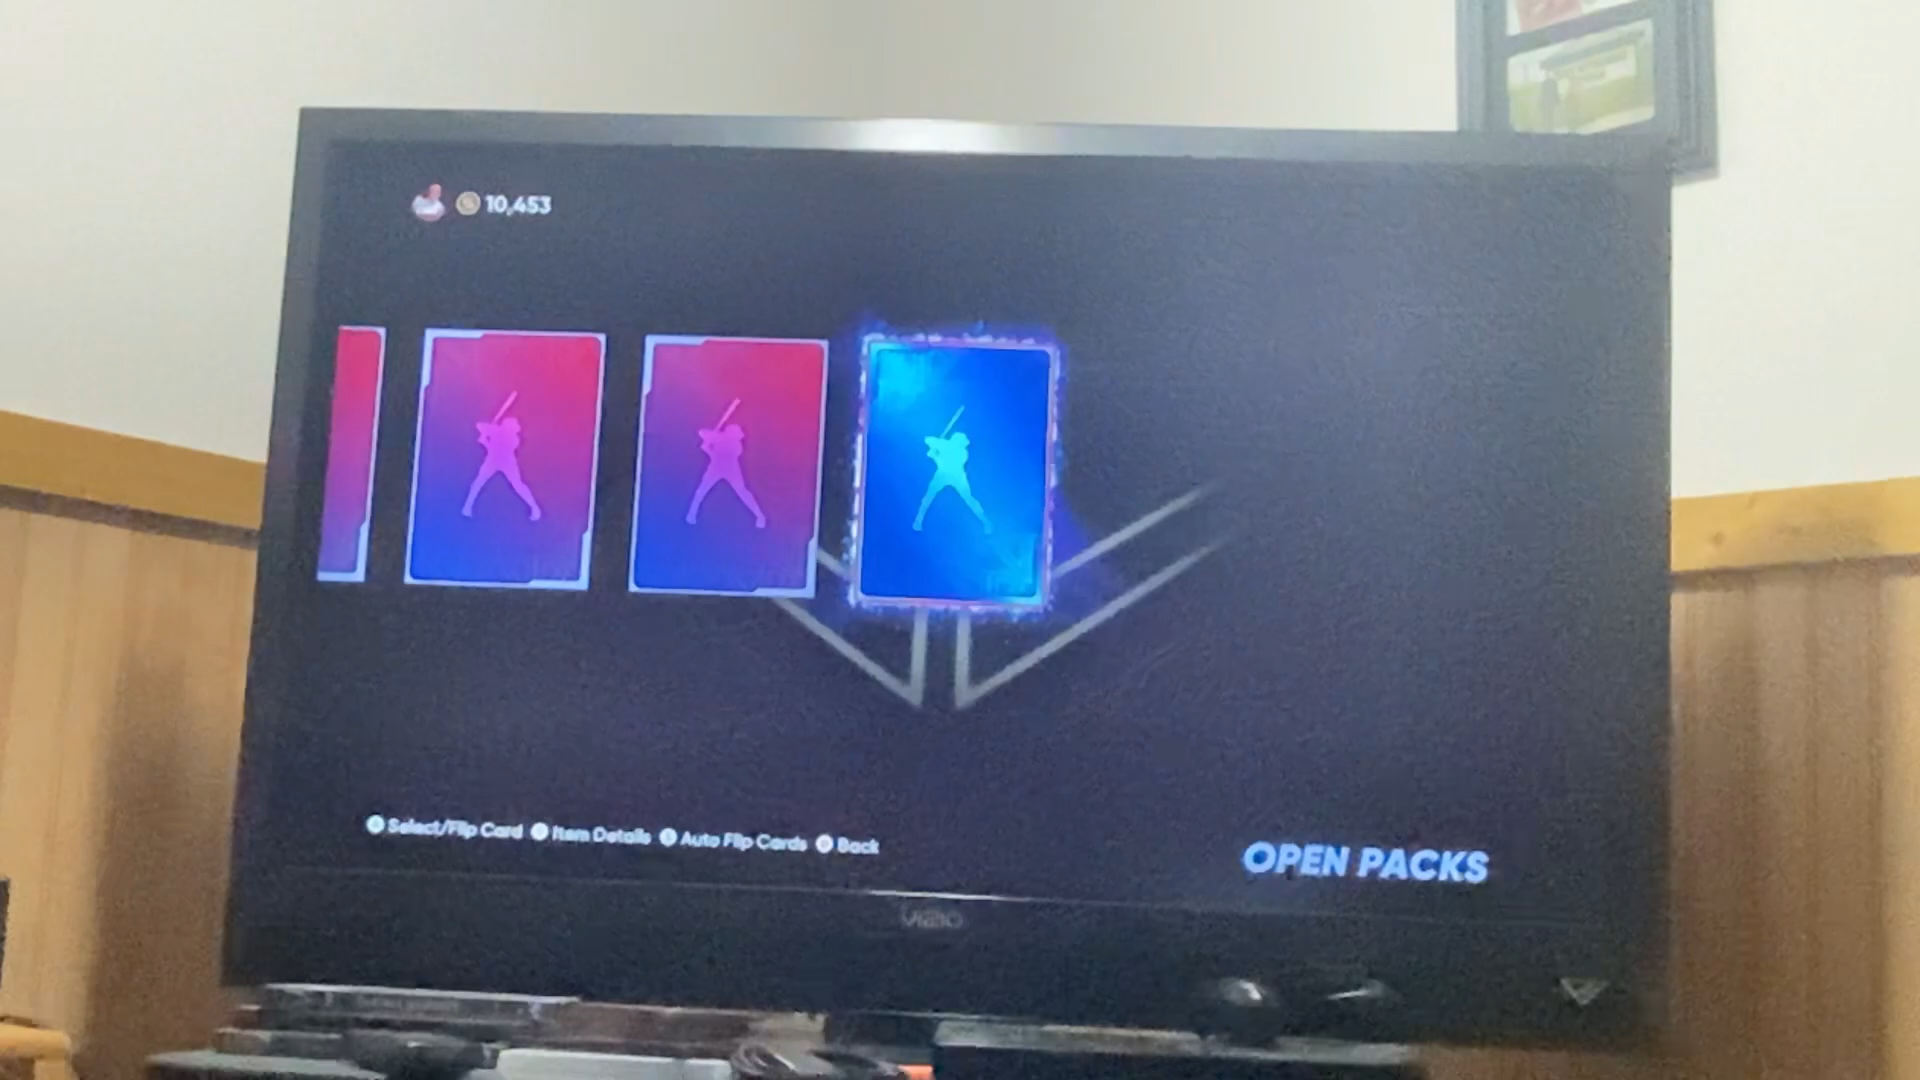 10,453
Select/Flip Card Item Details Auto Flip Cards Back
OPEN PACKS
VIZIO